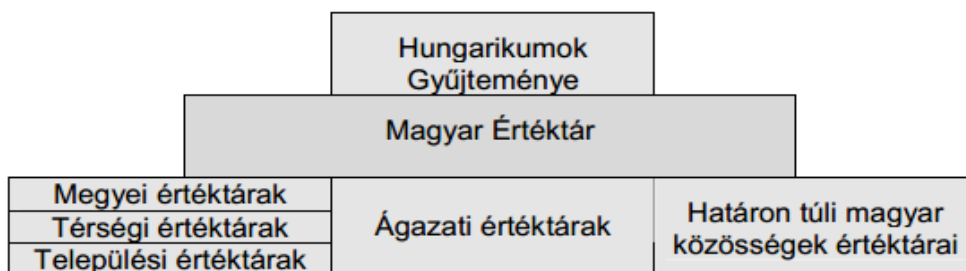 Hungarikumok
Gyűjteménye
Magyar Értéktár
Megyei értéktárak
Térségi értéktárak
Települési értéktárak
Ágazati értéktárak
Határon túli magyar
közösségek értéktárai